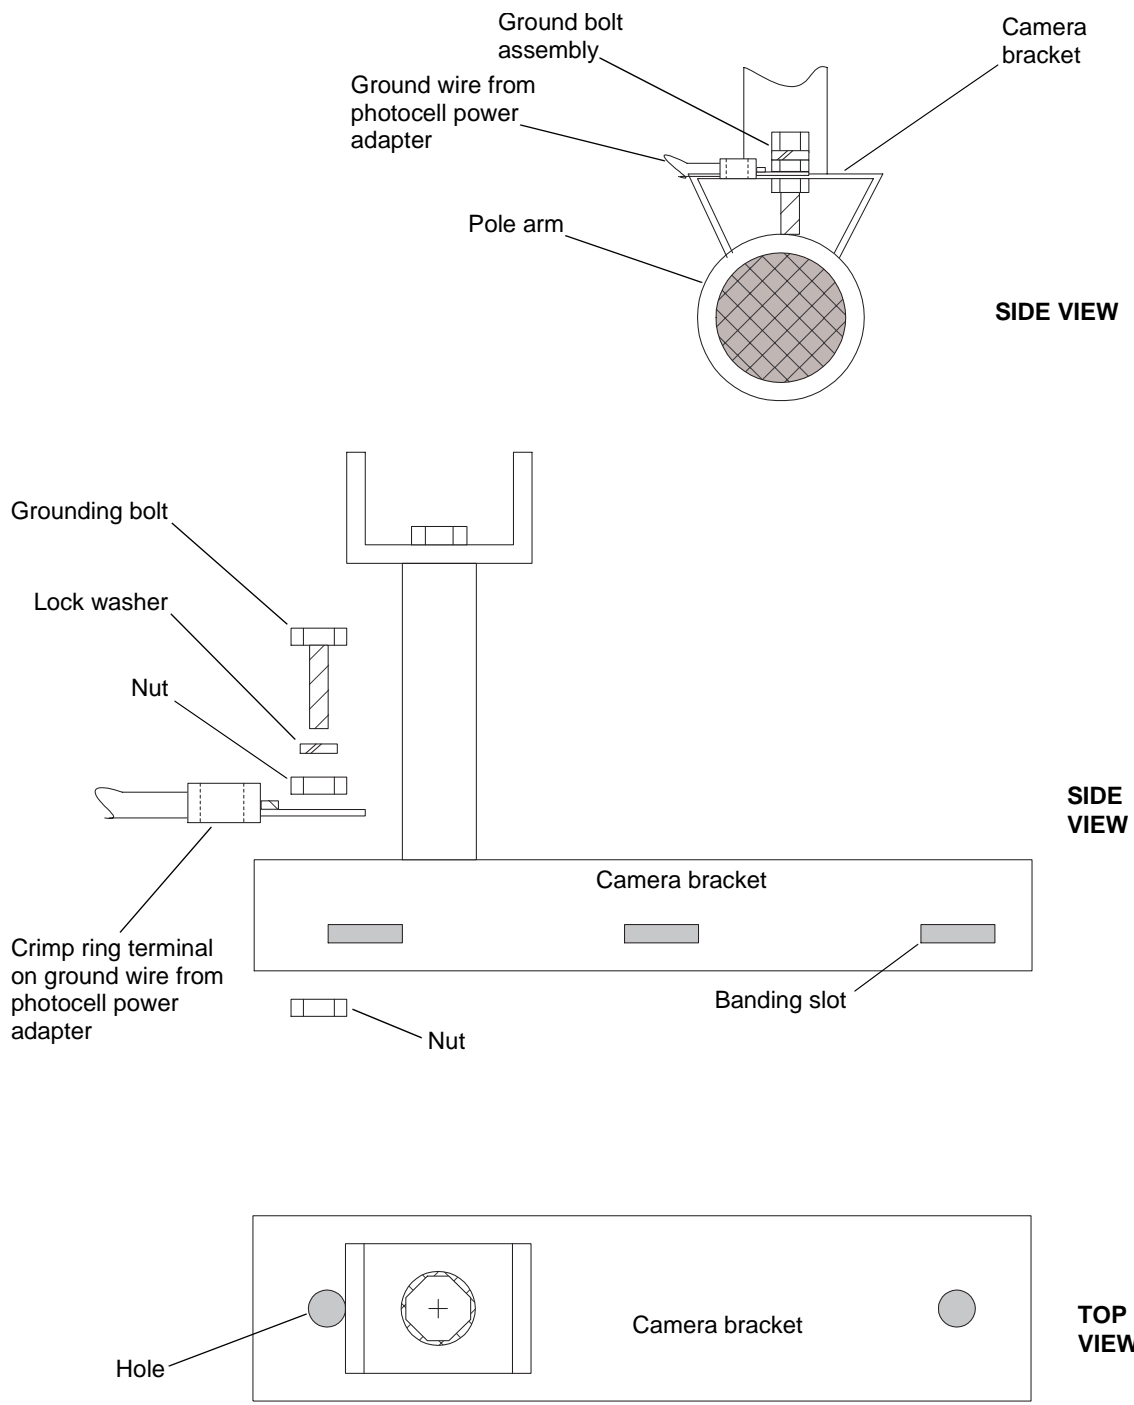 Ground bolt
assembly
Camera
bracket
Ground wire from
photocell power
adapter
Pole arm
SIDE VIEW
Grounding bolt
Lock washer
Nut
SIDE
VIEW
Camera bracket
Crimp ring terminal
on ground wire from
photocell power
adapter
Banding slot
Nut
TOP
VIEW
Camera bracket
Hole